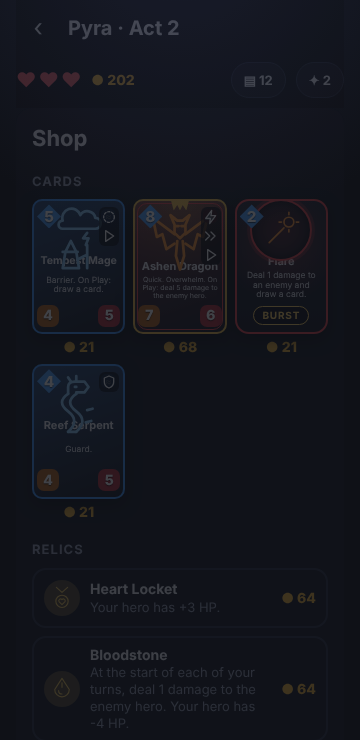 Pyra · Act 2
202
12
2
Shop
CARDS
5
Tempest Mage
Barrier. On Play:
draw a card.
4
5
21
8
Ashen Dragon
Quick. Overwhelm. On
Play: deal 5 damage to
the enemy hero.
7
6
68
2
Flare
Deal 1 damage to
an enemy and
draw a card.
BURST
21
4
Reef Serpent
Guard.
4
5
21
RELICS
Heart Locket
Your hero has +3 HP.
64
Bloodstone
At the start of each of your
turns, deal 1 damage to the
enemy hero. Your hero has
-4 HP.
64